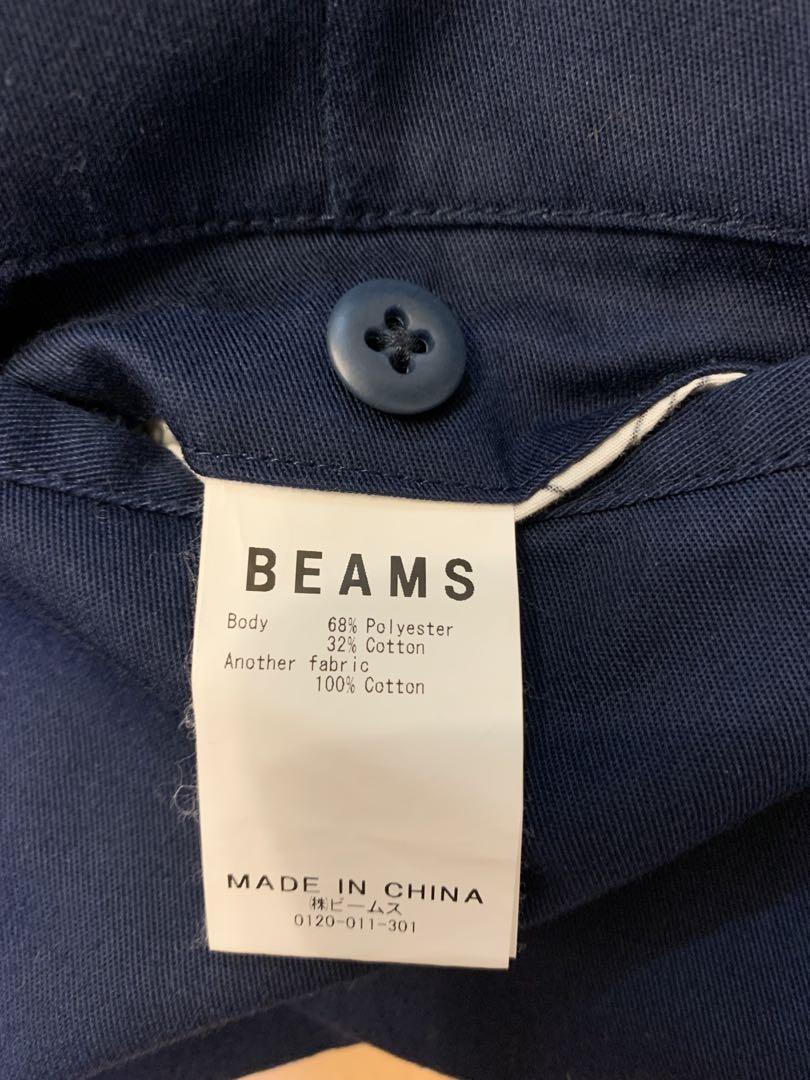 BEAMS
Body 68% Polyester
32% Cotton
Another fabric
100% Cotton
MADE IN CHINA
㈱ビームス
0120-011-301